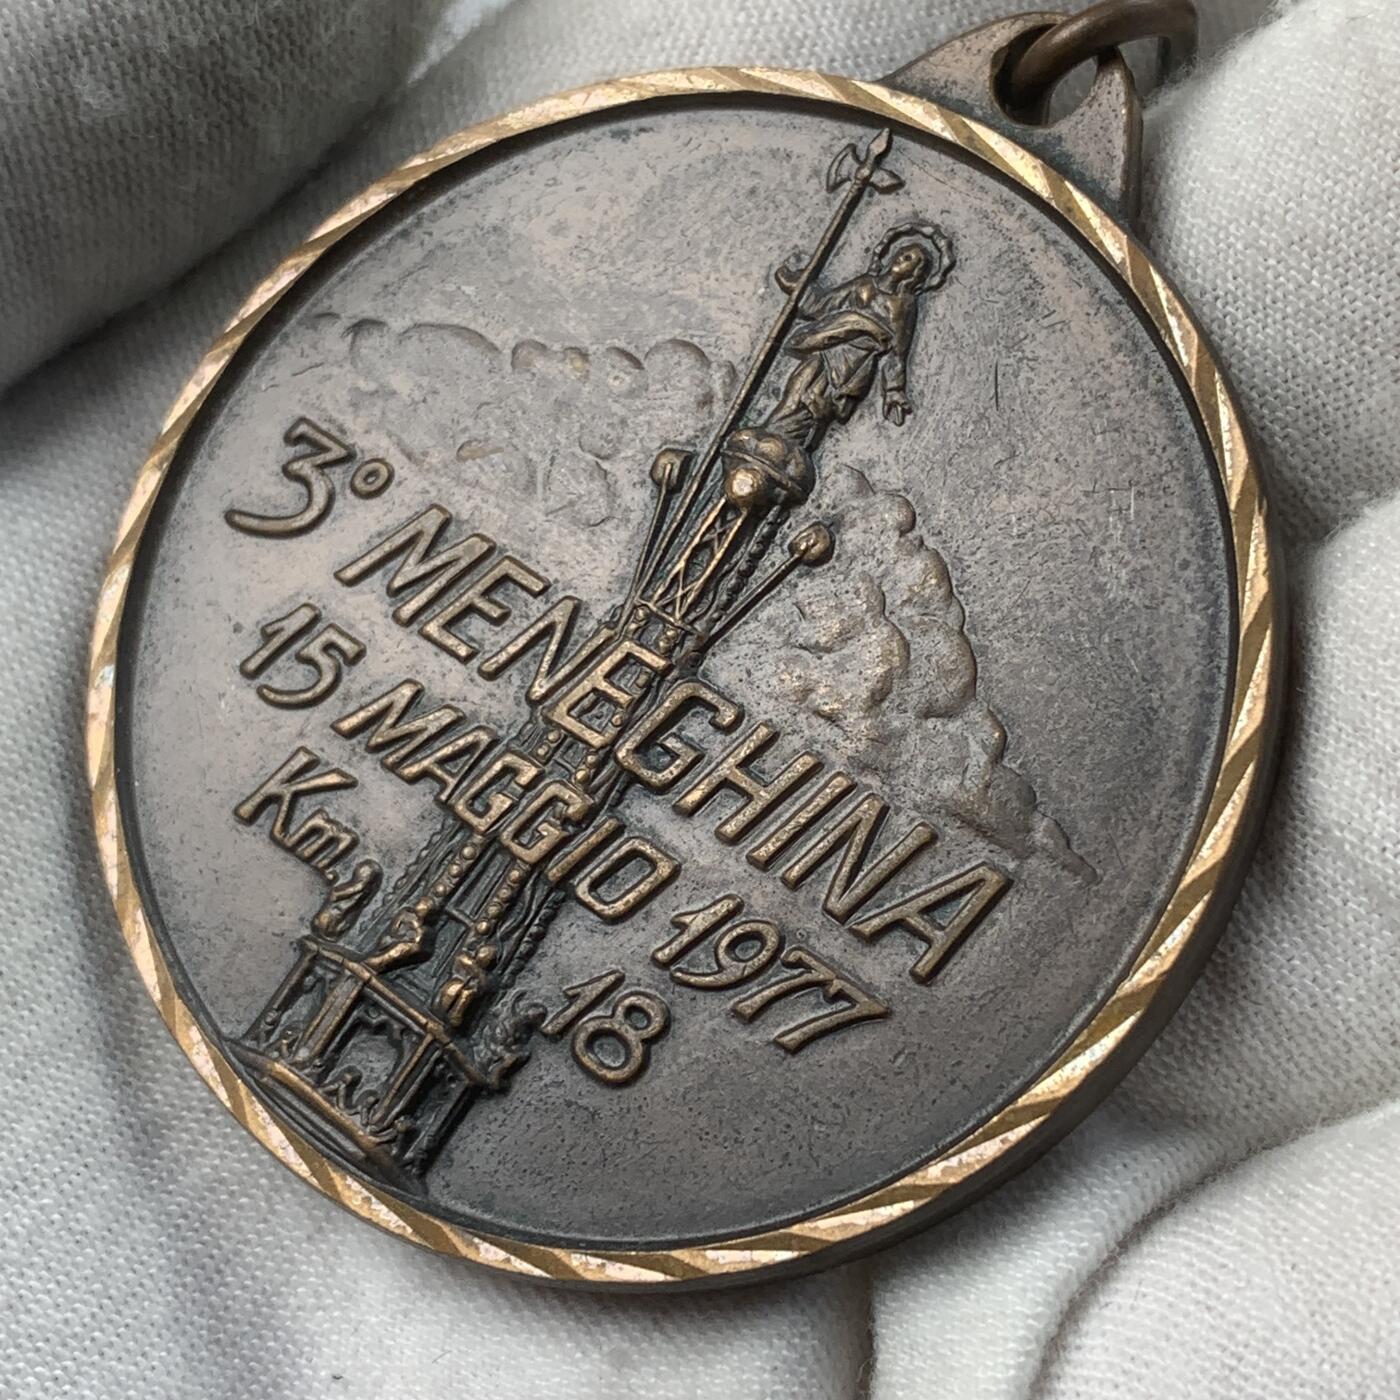 3° MENEGHINA
15 MAGGIO 1977
Km. 18